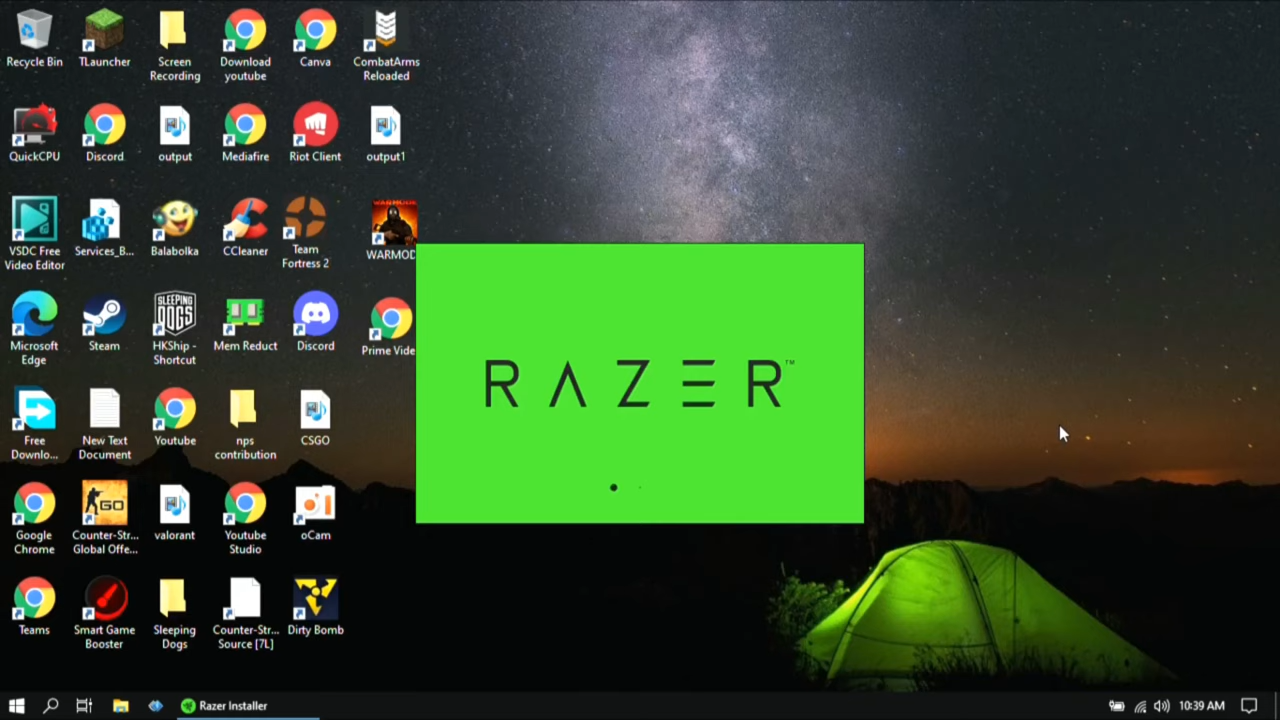 Recycle Bin
TLauncher
Screen
Recording
Download
youtube
Canva
CombatArms
Reloaded
QuickCPU
Discord
output
Mediafire
Riot Client
output1
VSDC Free
Video Editor
Services_B...
Balabolka
CCleaner
Team
Fortress 2
WARMOD
Microsoft
Edge
Steam
SLEEPING
DOGS
HKShip -
Shortcut
Mem Reduct
Discord
Prime Vide
RAZER™
Free
Downlo...
New Text
Document
Youtube
nps
contribution
CSGO
GO
Google
Chrome
Counter-Str...
Global Offe...
valorant
Youtube
Studio
oCam
Teams
Smart Game
Booster
Sleeping
Dogs
Counter-Str...
Source [7L]
Dirty Bomb
Razer Installer
10:39 AM